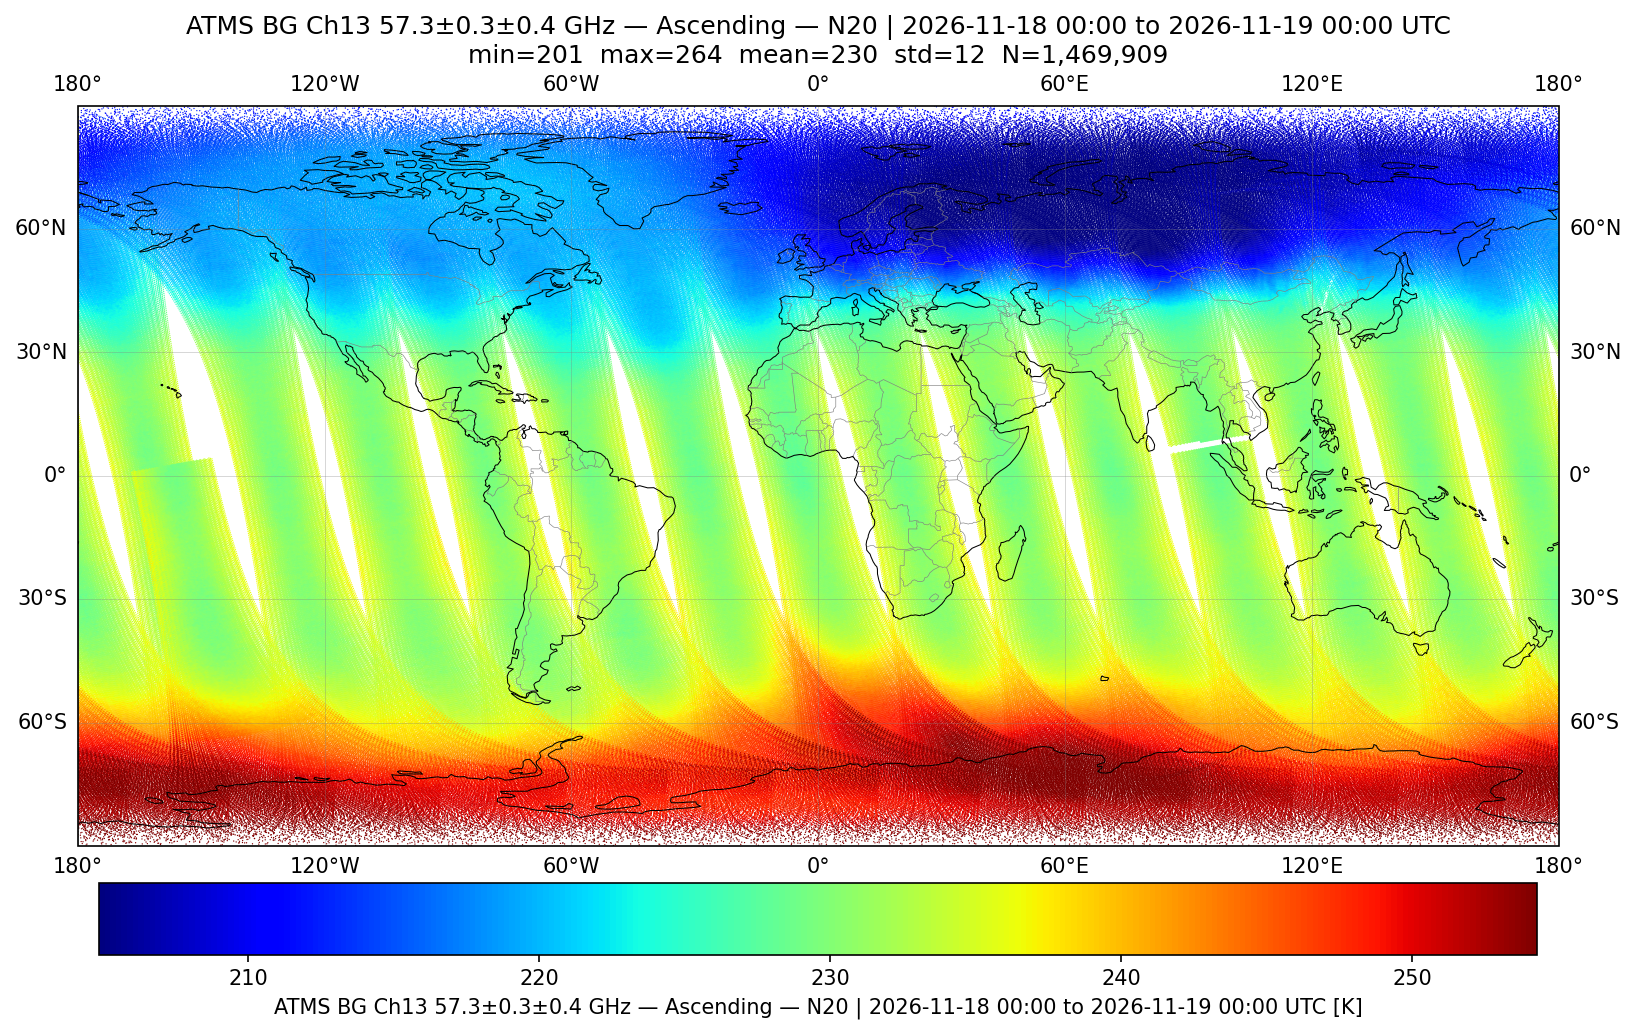 ATMS BG Ch13 57.3±0.3±0.4 GHz — Ascending — N20 | 2026-11-18 00:00 to 2026-11-19 00:00 UTC
min=201 max=264 mean=230 std=12 N=1,469,909
180° 120°W 60°W 0° 60°E 120°E 180°
60°N 60°N
30°N 30°N
0° 0°
30°S 30°S
60°S 60°S
180° 120°W 60°W 0° 60°E 120°E 180°
210 220 230 240 250
ATMS BG Ch13 57.3±0.3±0.4 GHz — Ascending — N20 | 2026-11-18 00:00 to 2026-11-19 00:00 UTC [K]